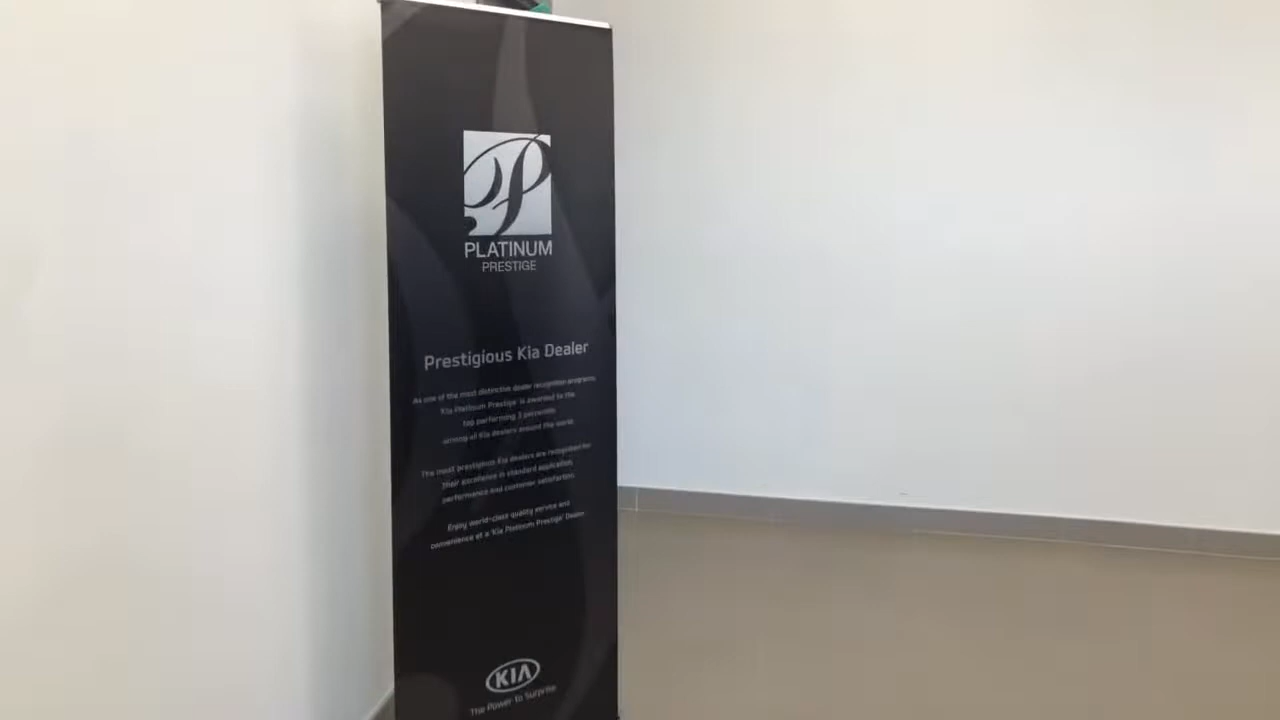 P
PLATINUM
PRESTIGE
Prestigious Kia Dealer
As one of the most distinctive dealer recognition programs
'Kia Platinum Prestige' is awarded to the
top performing 3 percentile
among all Kia dealers around the world.
The most prestigious Kia dealers are recognized for
their excellence in standard application,
performance and customer satisfaction.
Enjoy world-class quality service and
convenience at a 'Kia Platinum Prestige' Dealer
KIA
The Power to Surprise